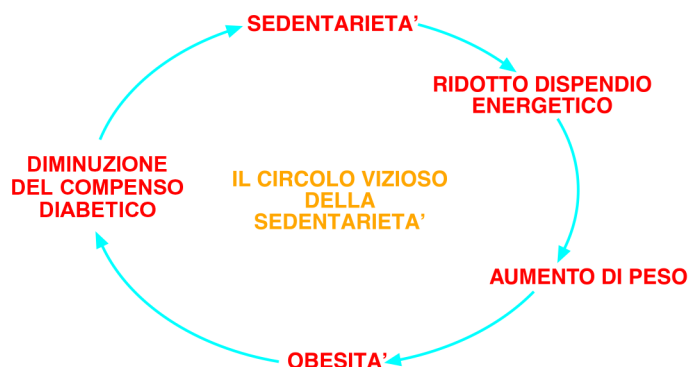 SEDENTARIETA’
RIDOTTO DISPENDIO
ENERGETICO
AUMENTO DI PESO
OBESITA’
DIMINUZIONE
DEL COMPENSO
DIABETICO
IL CIRCOLO VIZIOSO
DELLA
SEDENTARIETA’